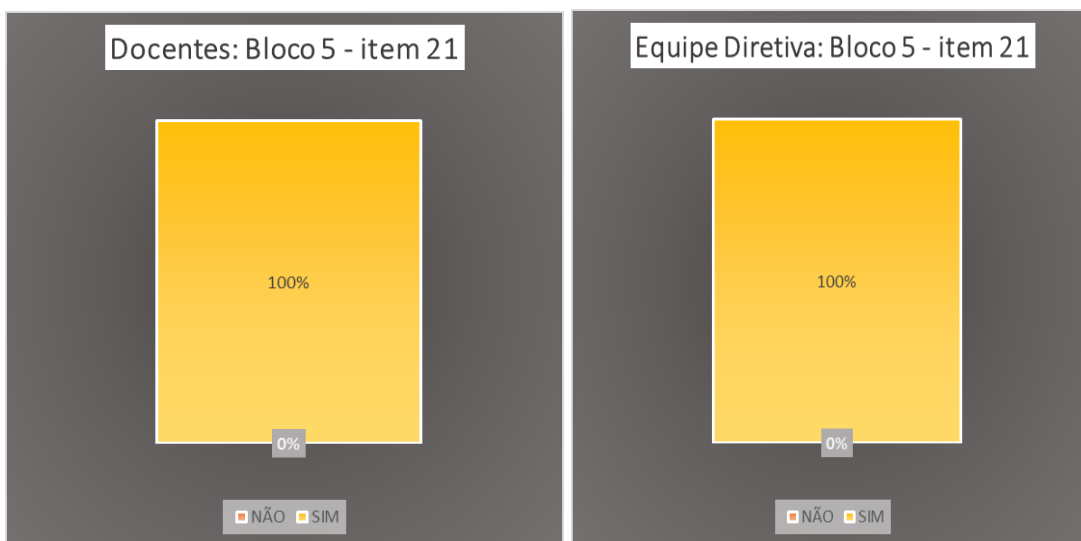 Docentes: Bloco 5 - item 21
100%
0%
NÃO SIM
Equipe Diretiva: Bloco 5 - item 21
100%
0%
NÃO SIM